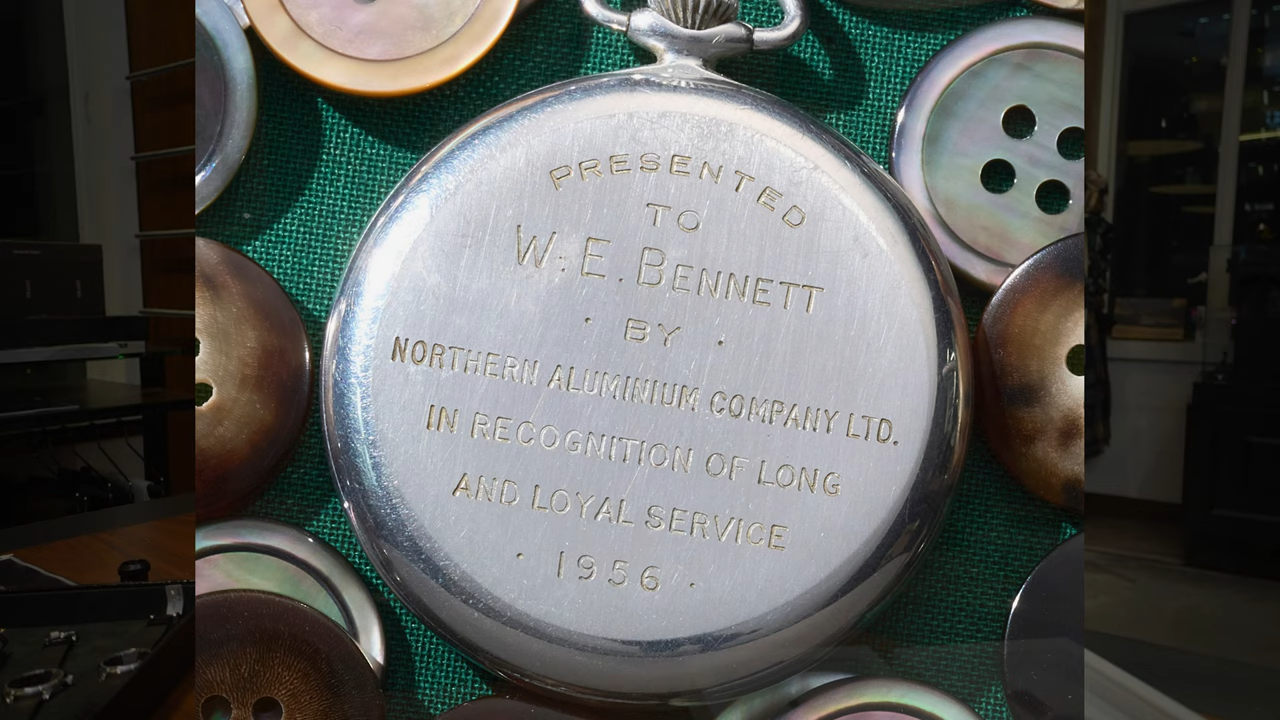 PRESENTED
TO
W. E. BENNETT
· BY ·
NORTHERN ALUMINIUM COMPANY LTD.
IN RECOGNITION OF LONG
AND LOYAL SERVICE
· 1956 ·